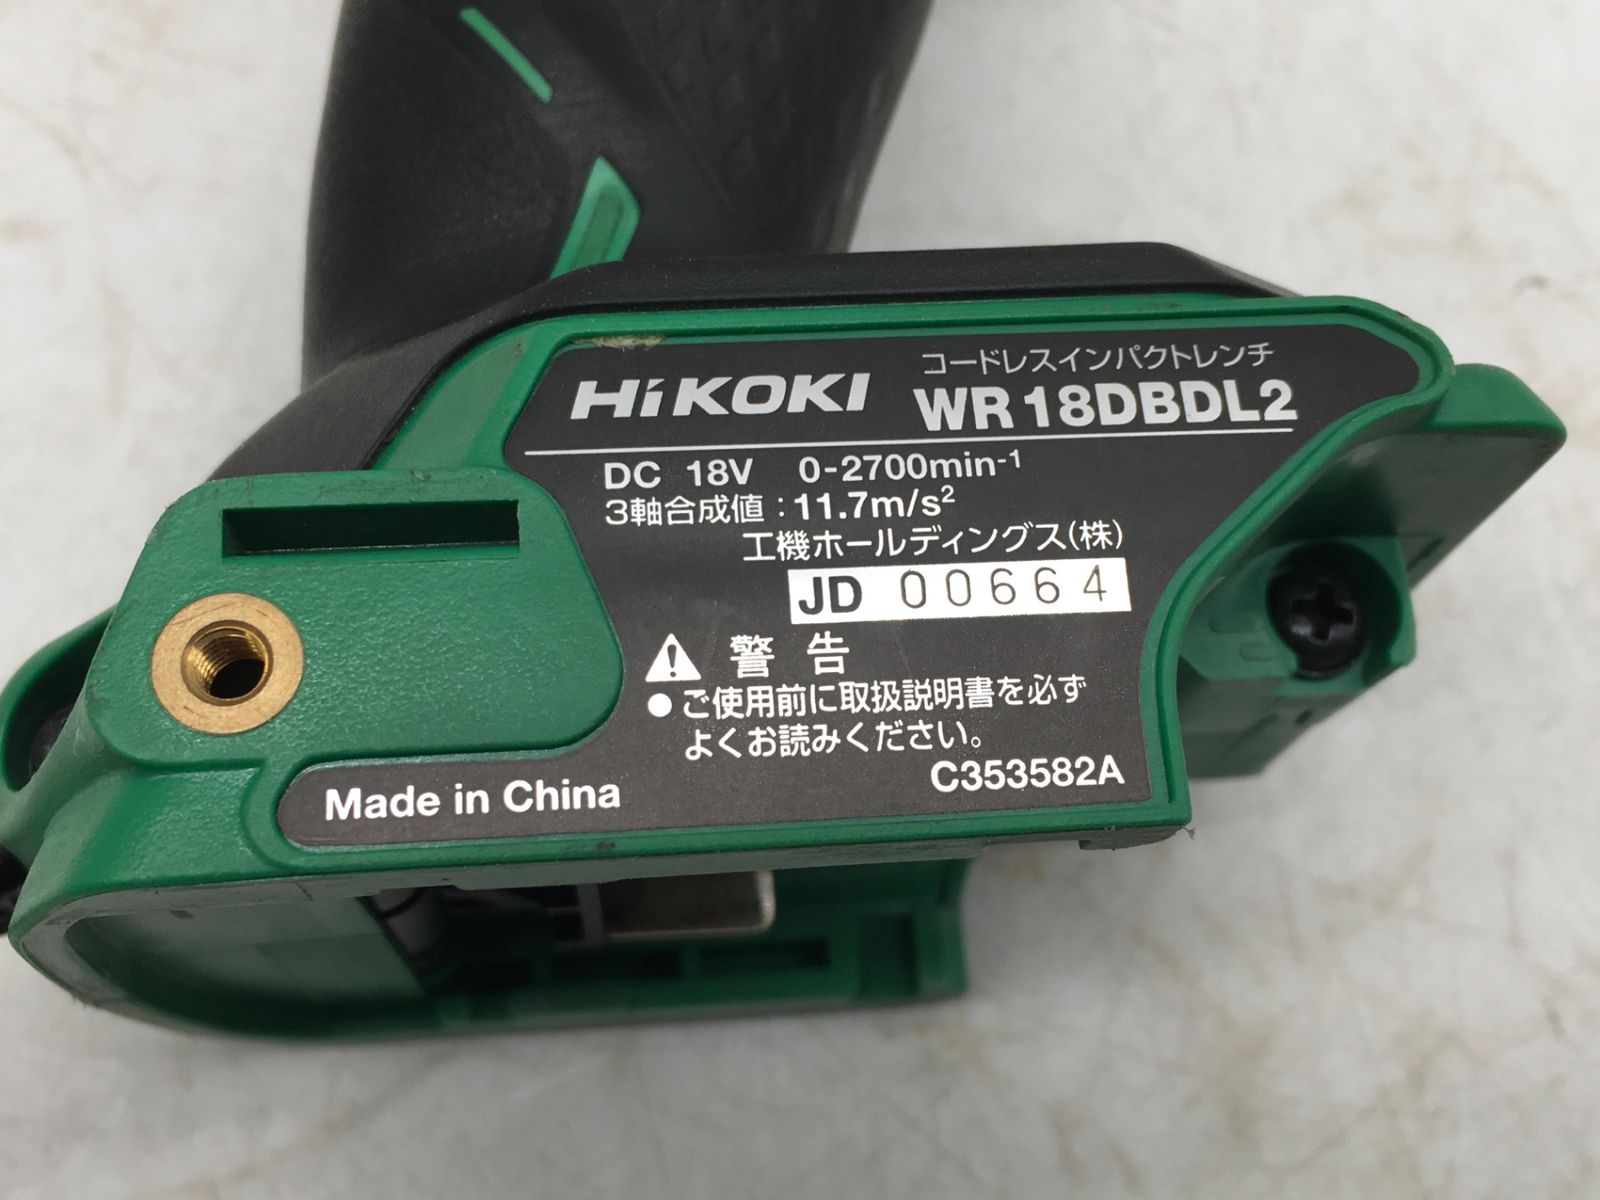 HiKOKI
コードレスインパクトレンチ
WR18DBDL2
DC 18V 0-2700min⁻¹
3軸合成値：11.7m/s²
工機ホールディングス(株)
JD 00664
警告
●ご使用前に取扱説明書を必ず
よくお読みください。
C353582A
Made in China